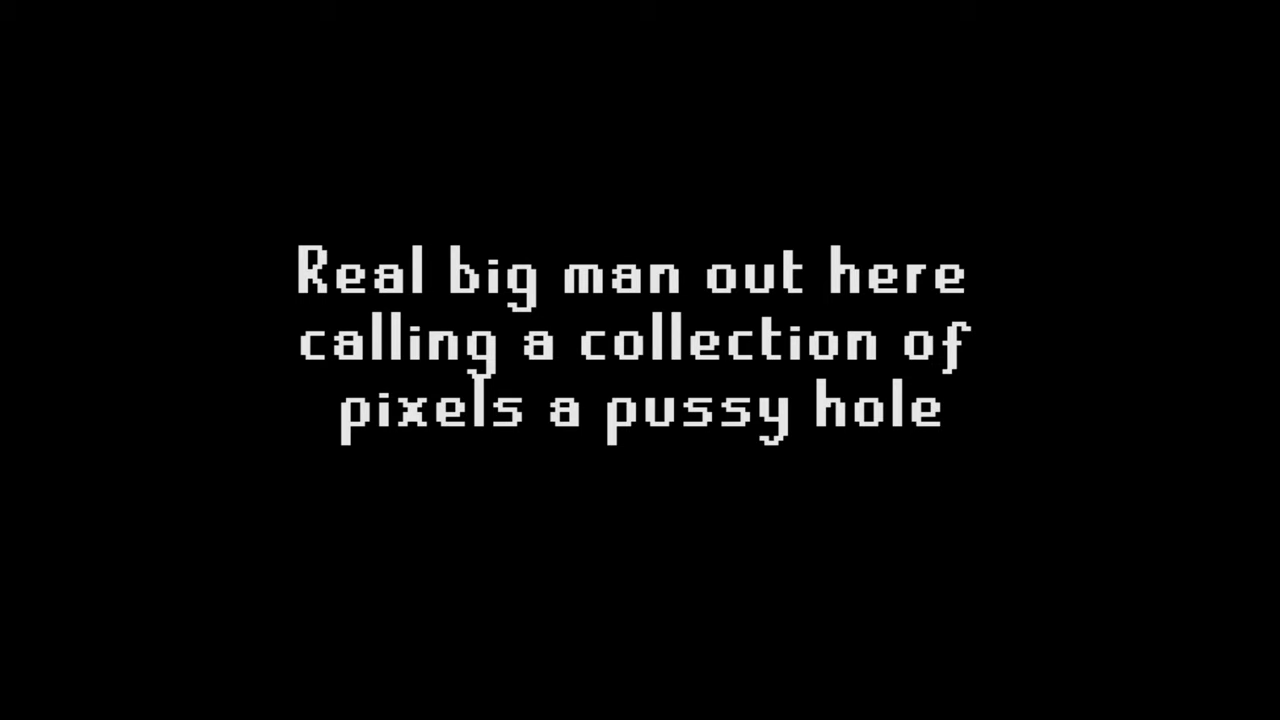 Real big man out here
calling a collection of
pixels a pussy hole